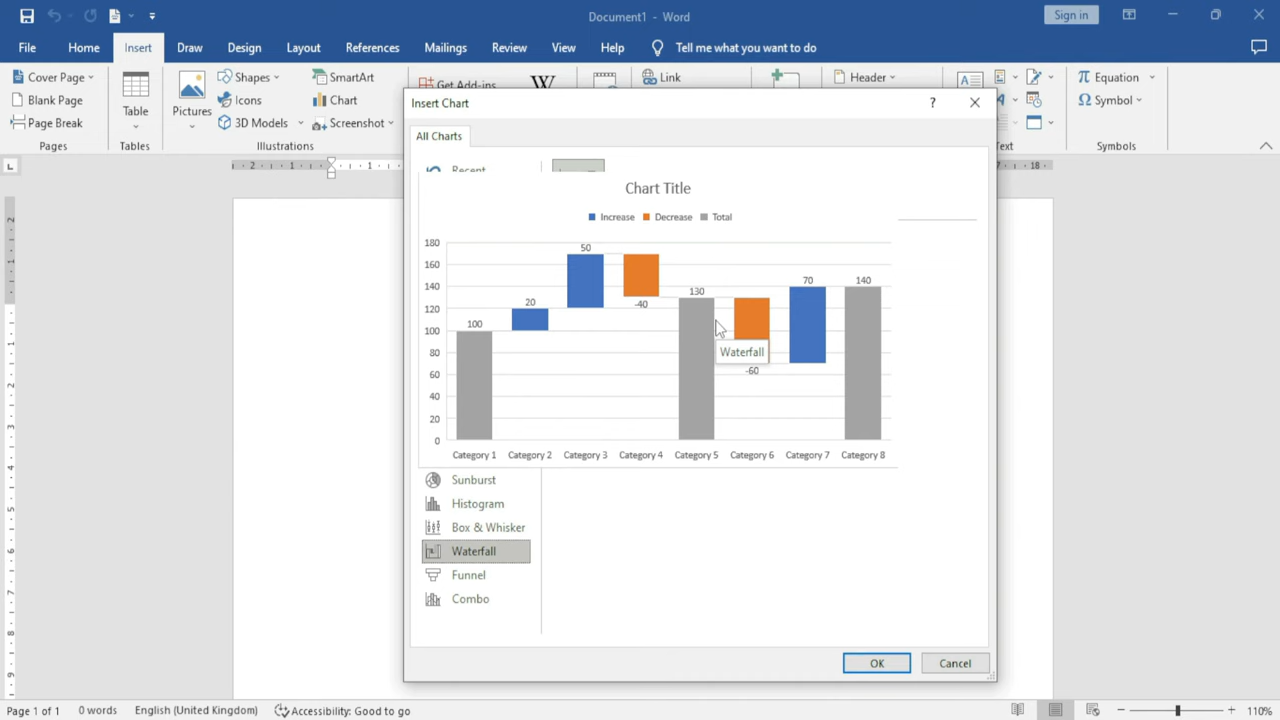 Document1 - Word
Sign in
File Home Insert Draw Design Layout References Mailings Review View Help Tell me what you want to do
Cover Page
Blank Page
Page Break
Pages
Table
Tables
Pictures
Shapes
Icons
3D Models
SmartArt
Chart
Screenshot
Illustrations
Get Add-ins
W
Link
Header
Equation
Symbol
Text
Symbols
Insert Chart
?
All Charts
Recent
Chart Title
Increase Decrease Total
180
160
140
120
100
80
60
40
20
0
100
20
50
-40
130
-60
70
140
Waterfall
Category 1 Category 2 Category 3 Category 4 Category 5 Category 6 Category 7 Category 8
Sunburst
Histogram
Box & Whisker
Waterfall
Funnel
Combo
OK Cancel
Page 1 of 1 0 words English (United Kingdom) Accessibility: Good to go 110%